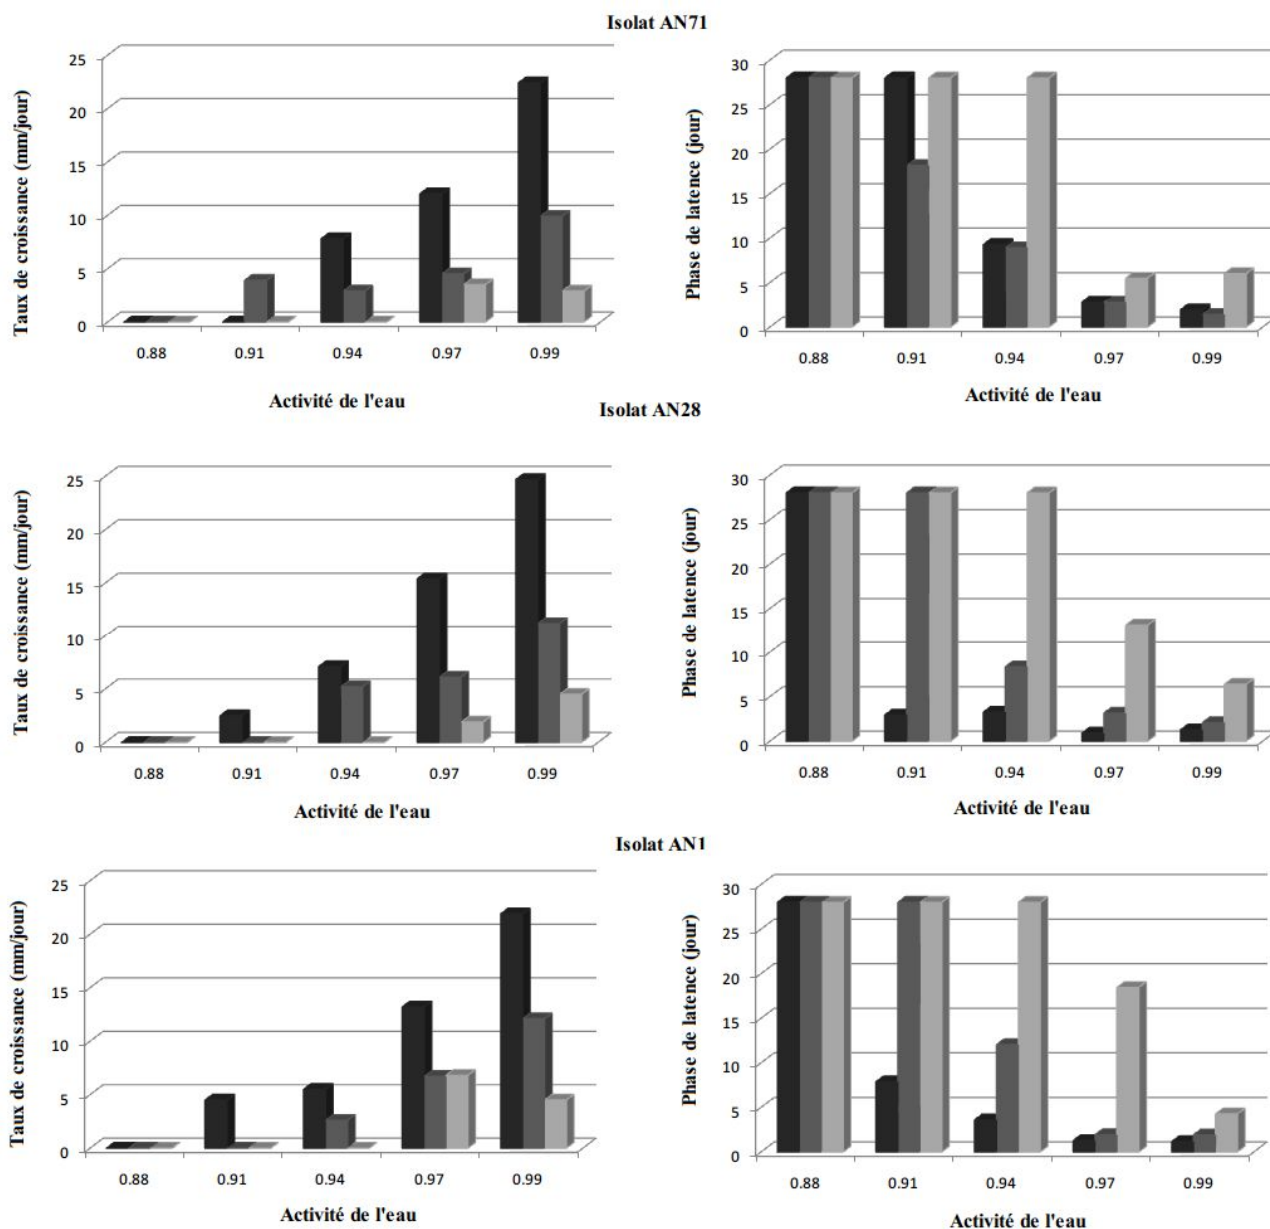 Isolat AN71
Taux de croissance (mm/jour)
25
20
15
10
5
0
0.88 0.91 0.94 0.97 0.99
Activité de l'eau
Phase de latence (jour)
30
25
20
15
10
5
0
0.88 0.91 0.94 0.97 0.99
Activité de l'eau
Isolat AN28
Taux de croissance (mm/jour)
25
20
15
10
5
0
0.88 0.91 0.94 0.97 0.99
Activité de l'eau
Phase de latence (jour)
30
25
20
15
10
5
0
0.88 0.91 0.94 0.97 0.99
Activité de l'eau
Isolat AN1
Taux de croissance (mm/jour)
25
20
15
10
5
0
0.88 0.91 0.94 0.97 0.99
Activité de l'eau
Phase de latence (jour)
30
25
20
15
10
5
0
0.88 0.91 0.94 0.97 0.99
Activité de l'eau